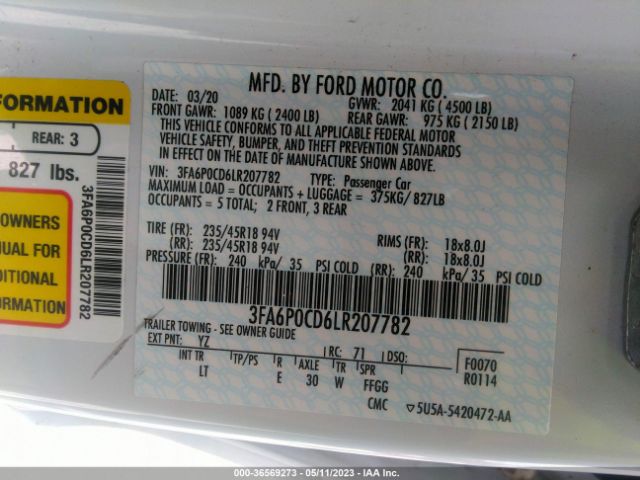 FORMATION
REAR: 3
827 lbs.
OWNERS
NUAL FOR
DITIONAL
FORMATION
3FA6P0CD6LR207782
MFD. BY FORD MOTOR CO.
DATE: 03/20 GVWR: 2041 KG (4500 LB)
FRONT GAWR: 1089 KG (2400 LB) REAR GAWR: 975 KG (2150 LB)
THIS VEHICLE CONFORMS TO ALL APPLICABLE FEDERAL MOTOR
VEHICLE SAFETY, BUMPER, AND THEFT PREVENTION STANDARDS
IN EFFECT ON THE DATE OF MANUFACTURE SHOWN ABOVE.
VIN: 3FA6P0CD6LR207782 TYPE: Passenger Car
MAXIMUM LOAD = OCCUPANTS + LUGGAGE = 375KG/ 827LB
OCCUPANTS = 5 TOTAL; 2 FRONT, 3 REAR
TIRE (FR): 235/45R18 94V RIMS (FR): 18x8.0J
(RR): 235/45R18 94V (RR): 18x8.0J
PRESSURE (FR): 240 kPa/ 35 PSI COLD (RR): 240 kPa/ 35 PSI COLD
3FA6P0CD6LR207782
TRAILER TOWING - SEE OWNER GUIDE
EXT PNT: YZ RC: 71 DSO: F0070
INT TR TP/PS R AXLE TR SPR R0114
LT E 30 W FFGG
CMC 5U5A-5420472-AA
000-36569273 - 05/11/2023 - IAA Inc.